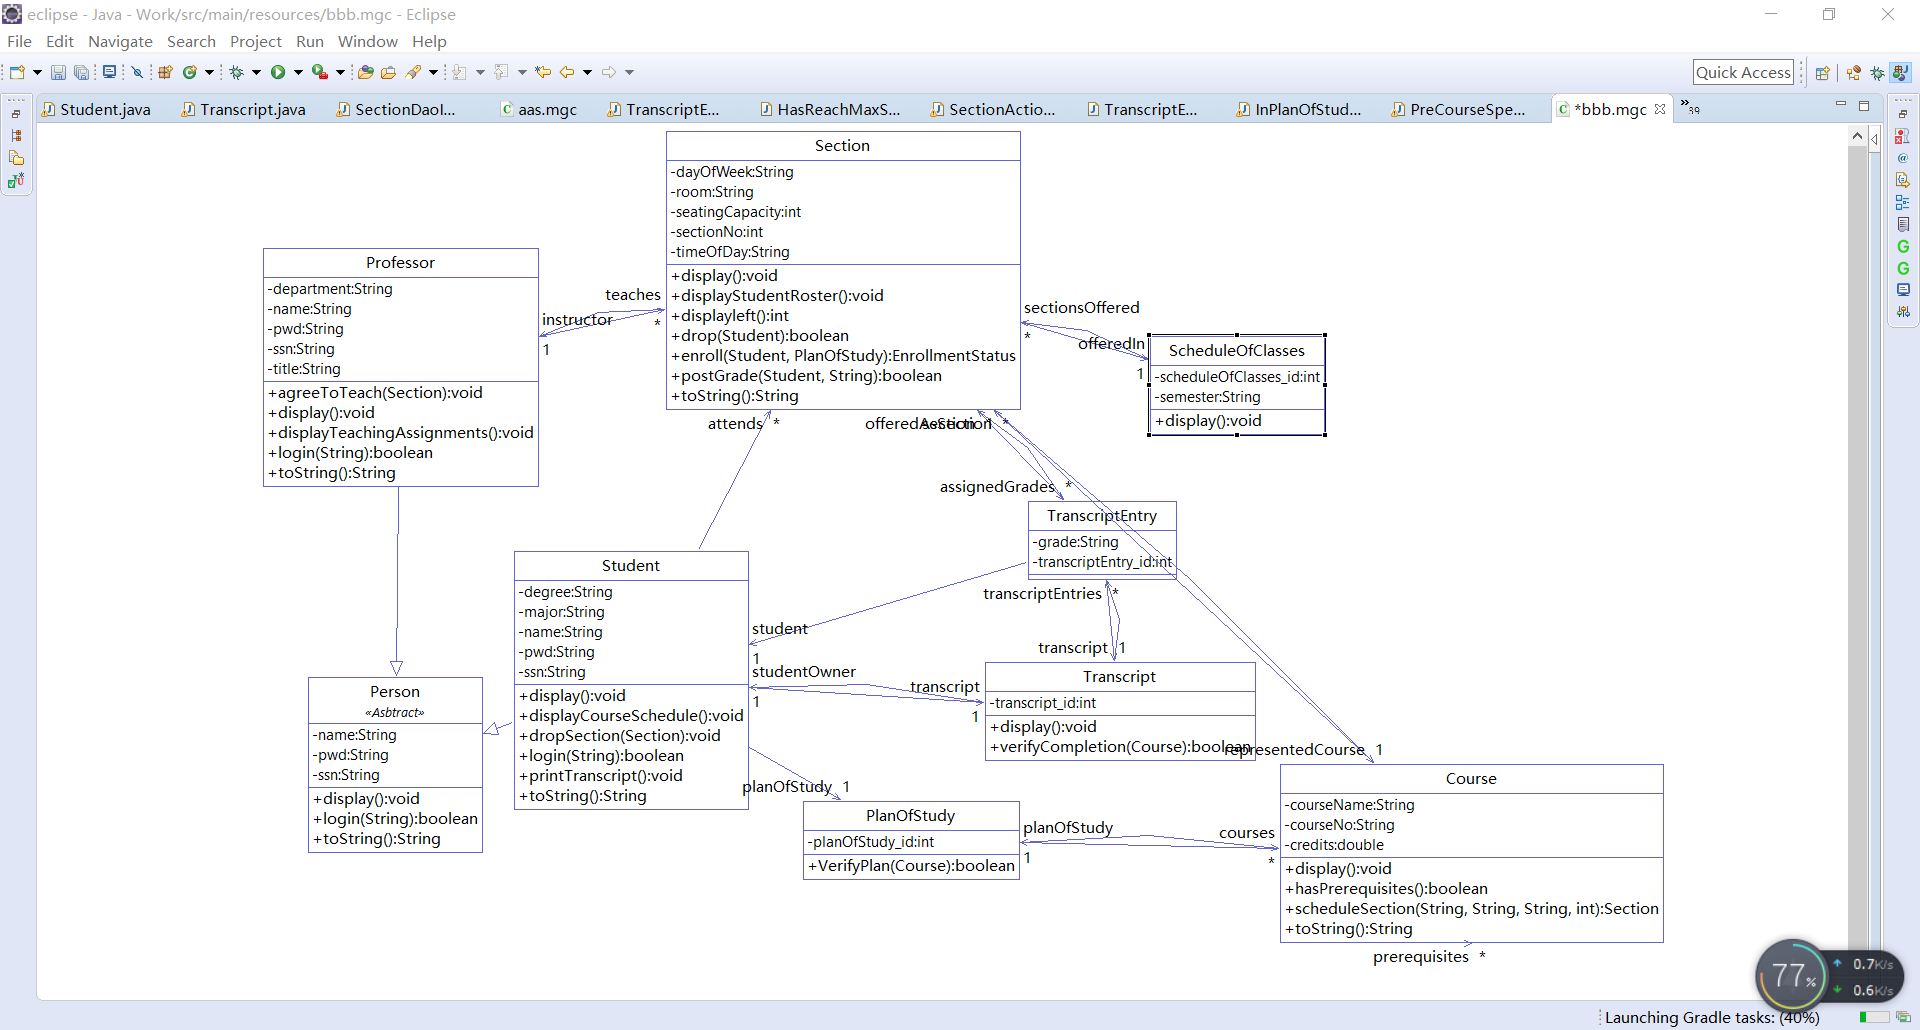 eclipse - Java - Work/src/main/resources/bbb.mgc - Eclipse
File Edit Navigate Search Project Run Window Help
Quick Access
Student.java Transcript.java SectionDaoI... aas.mgc TranscriptE... HasReachMaxS... SectionActio... TranscriptE... InPlanOfStud... PreCourseSpe... *bbb.mgc »39
Section
-dayOfWeek:String
-room:String
-seatingCapacity:int
-sectionNo:int
-timeOfDay:String
+display():void
+displayStudentRoster():void
+displayleft():int
+drop(Student):boolean
+enroll(Student, PlanOfStudy):EnrollmentStatus
+postGrade(Student, String):boolean
+toString():String
Professor
-department:String
-name:String
-pwd:String
-ssn:String
-title:String
+agreeToTeach(Section):void
+display():void
+displayTeachingAssignments():void
+login(String):boolean
+toString():String
teaches
*
instructor
1
sectionsOffered
*
offeredIn
1
ScheduleOfClasses
-scheduleOfClasses_id:int
-semester:String
+display():void
attends *
offeredAsSection *
assignedGrades *
TranscriptEntry
-grade:String
-transcriptEntry_id:int
transcriptEntries *
transcript 1
Student
-degree:String
-major:String
-name:String
-pwd:String
-ssn:String
+display():void
+displayCourseSchedule():void
+dropSection(Section):void
+login(String):boolean
+printTranscript():void
+toString():String
student
1
studentOwner
1
transcript
1
Transcript
-transcript_id:int
+display():void
+verifyCompletion(Course):boolean
representedCourse 1
Person
«Asbtract»
-name:String
-pwd:String
-ssn:String
+display():void
+login(String):boolean
+toString():String
planOfStudy 1
PlanOfStudy
-planOfStudy_id:int
+VerifyPlan(Course):boolean
planOfStudy
1
courses
*
Course
-courseName:String
-courseNo:String
-credits:double
+display():void
+hasPrerequisites():boolean
+scheduleSection(String, String, String, int):Section
+toString():String
prerequisites *
77%
0.7K/s
0.6K/s
Launching Gradle tasks: (40%)